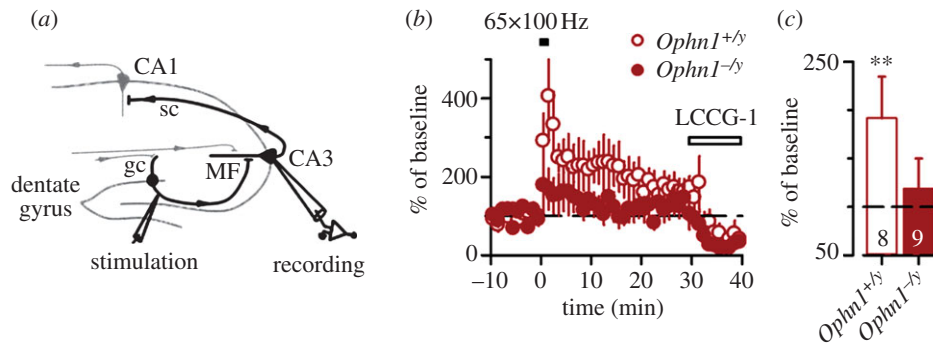 (a)
CA1
sc
gc
MF
CA3
dentate
gyrus
stimulation
recording
(b)
65×100 Hz
Ophn1+/y
Ophn1–/y
LCCG-1
% of baseline
400
200
0
–10
0
10
20
30
40
time (min)
(c)
% of baseline
250
50
**
8
9
Ophn1+/y
Ophn1–/y